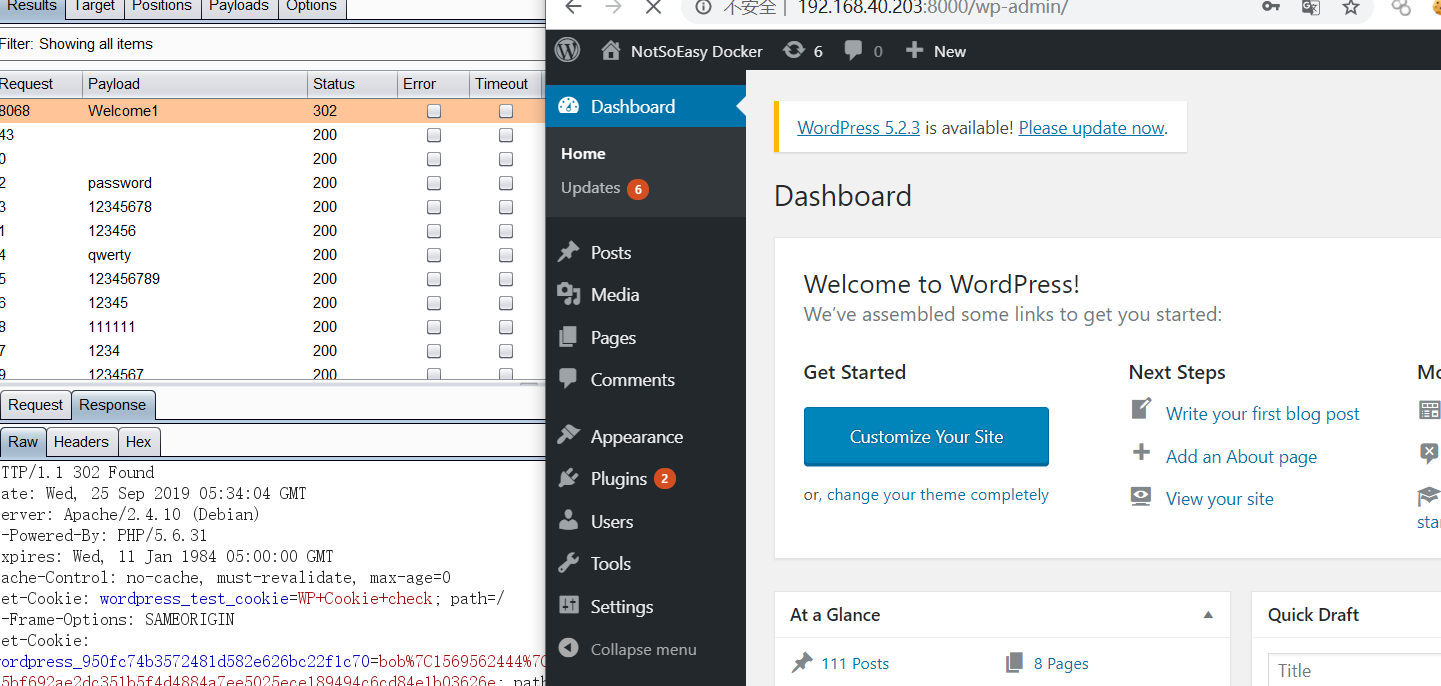 Results Target Positions Payloads Options
Filter: Showing all items
Request Payload Status Error Timeout
8068 Welcome1 302
43 200
0 200
2 password 200
3 12345678 200
1 123456 200
4 qwerty 200
5 123456789 200
6 12345 200
8 111111 200
7 1234 200
9 1234567 200
Request Response
Raw Headers Hex
TTP/1.1 302 Found
ate: Wed, 25 Sep 2019 05:34:04 GMT
erver: Apache/2.4.10 (Debian)
-Powered-By: PHP/5.6.31
xpires: Wed, 11 Jan 1984 05:00:00 GMT
ache-Control: no-cache, must-revalidate, max-age=0
et-Cookie: wordpress_test_cookie=WP+Cookie+check; path=/
-Frame-Options: SAMEORIGIN
et-Cookie:
ordpress_950fc74b3572481d582e626bc22f1c70=bob%7C1569562444%7C
5bf692ae2dc351b5f4d4884a7ee5025ece189494c6cd84e1b03626e; path
不安全 | 192.168.40.203:8000/wp-admin/
NotSoEasy Docker 6 0 New
Dashboard
Home
Updates 6
Posts
Media
Pages
Comments
Appearance
Plugins 2
Users
Tools
Settings
Collapse menu
WordPress 5.2.3 is available! Please update now.
Dashboard
Welcome to WordPress!
We've assembled some links to get you started:
Get Started
Customize Your Site
or, change your theme completely
Next Steps
Write your first blog post
Add an About page
View your site
Mo
star
At a Glance
111 Posts 8 Pages
Quick Draft
Title